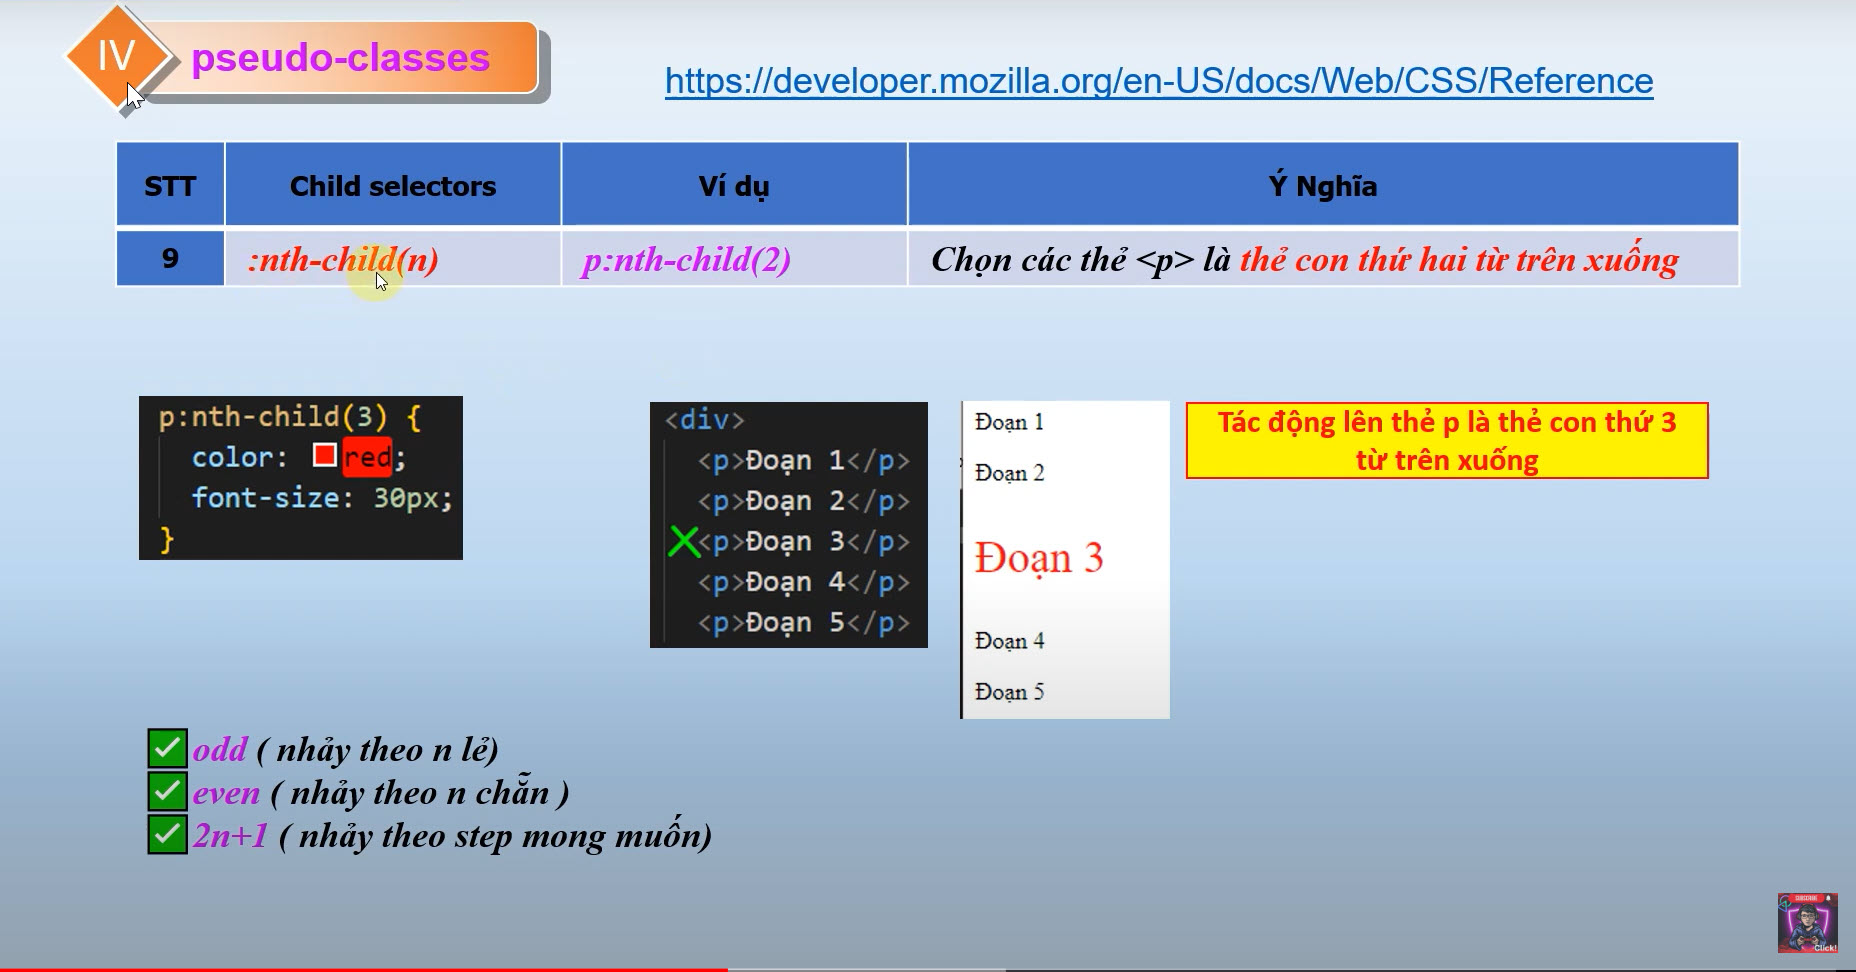 IV
pseudo-classes
https://developer.mozilla.org/en-US/docs/Web/CSS/Reference
STT Child selectors Ví dụ Ý Nghĩa
9 :nth-child(n) p:nth-child(2) Chọn các thẻ <p> là thẻ con thứ hai từ trên xuống
p:nth-child(3) {
color: red;
font-size: 30px;
}
<div>
<p>Đoạn 1</p>
<p>Đoạn 2</p>
<p>Đoạn 3</p>
<p>Đoạn 4</p>
<p>Đoạn 5</p>
Đoạn 1
Đoạn 2
Đoạn 3
Đoạn 4
Đoạn 5
Tác động lên thẻ p là thẻ con thứ 3
từ trên xuống
odd ( nhảy theo n lẻ)
even ( nhảy theo n chẵn )
2n+1 ( nhảy theo step mong muốn)
SUBSCRIBE
Click!